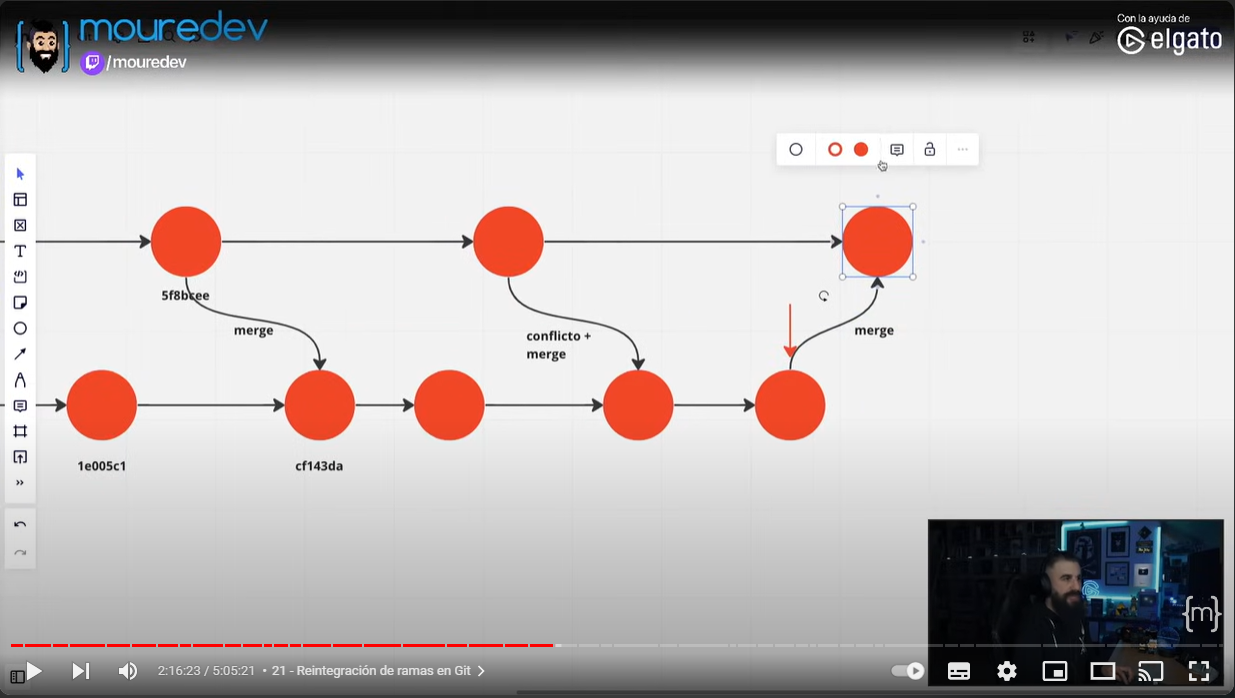 mouredev
/mouredev
Con la ayuda de
elgato
T
5f8bcee
merge
conflicto +
merge
merge
1e005c1
cf143da
{m}
2:16:23 / 5:05:21 • 21 - Reintegración de ramas en Git